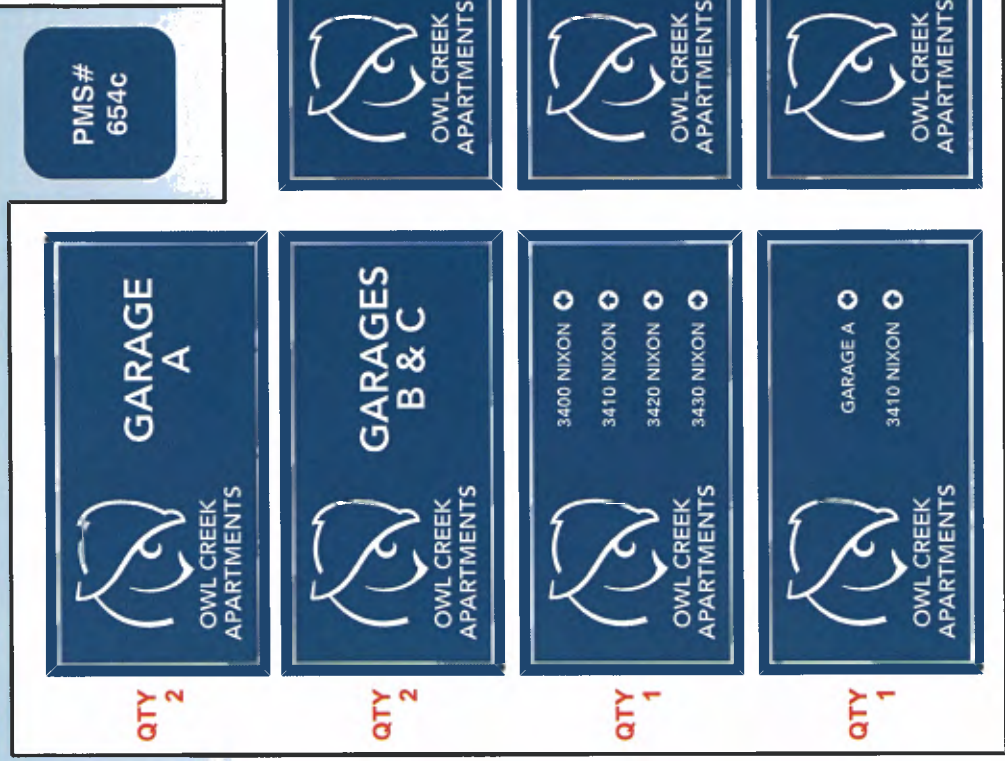 PMS#
654c
QTY
2
OWL CREEK
APARTMENTS
GARAGE
A
QTY
2
OWL CREEK
APARTMENTS
GARAGES
B & C
OWL CREEK
APARTMENTS
QTY
1
OWL CREEK
APARTMENTS
3400 NIXON
3410 NIXON
3420 NIXON
3430 NIXON
OWL CREEK
APARTMENTS
QTY
1
OWL CREEK
APARTMENTS
GARAGE A
3410 NIXON
OWL CREEK
APARTMENTS